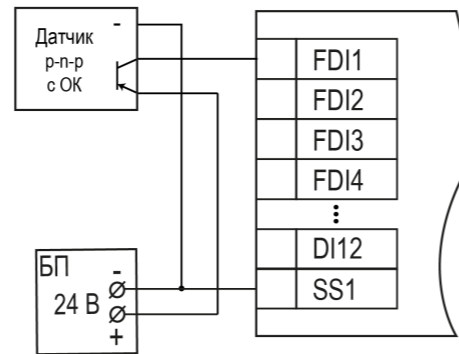 Датчик
p-n-p
с ОК
-
FDI1
FDI2
FDI3
FDI4
DI12
SS1
БП
24 В
-
+